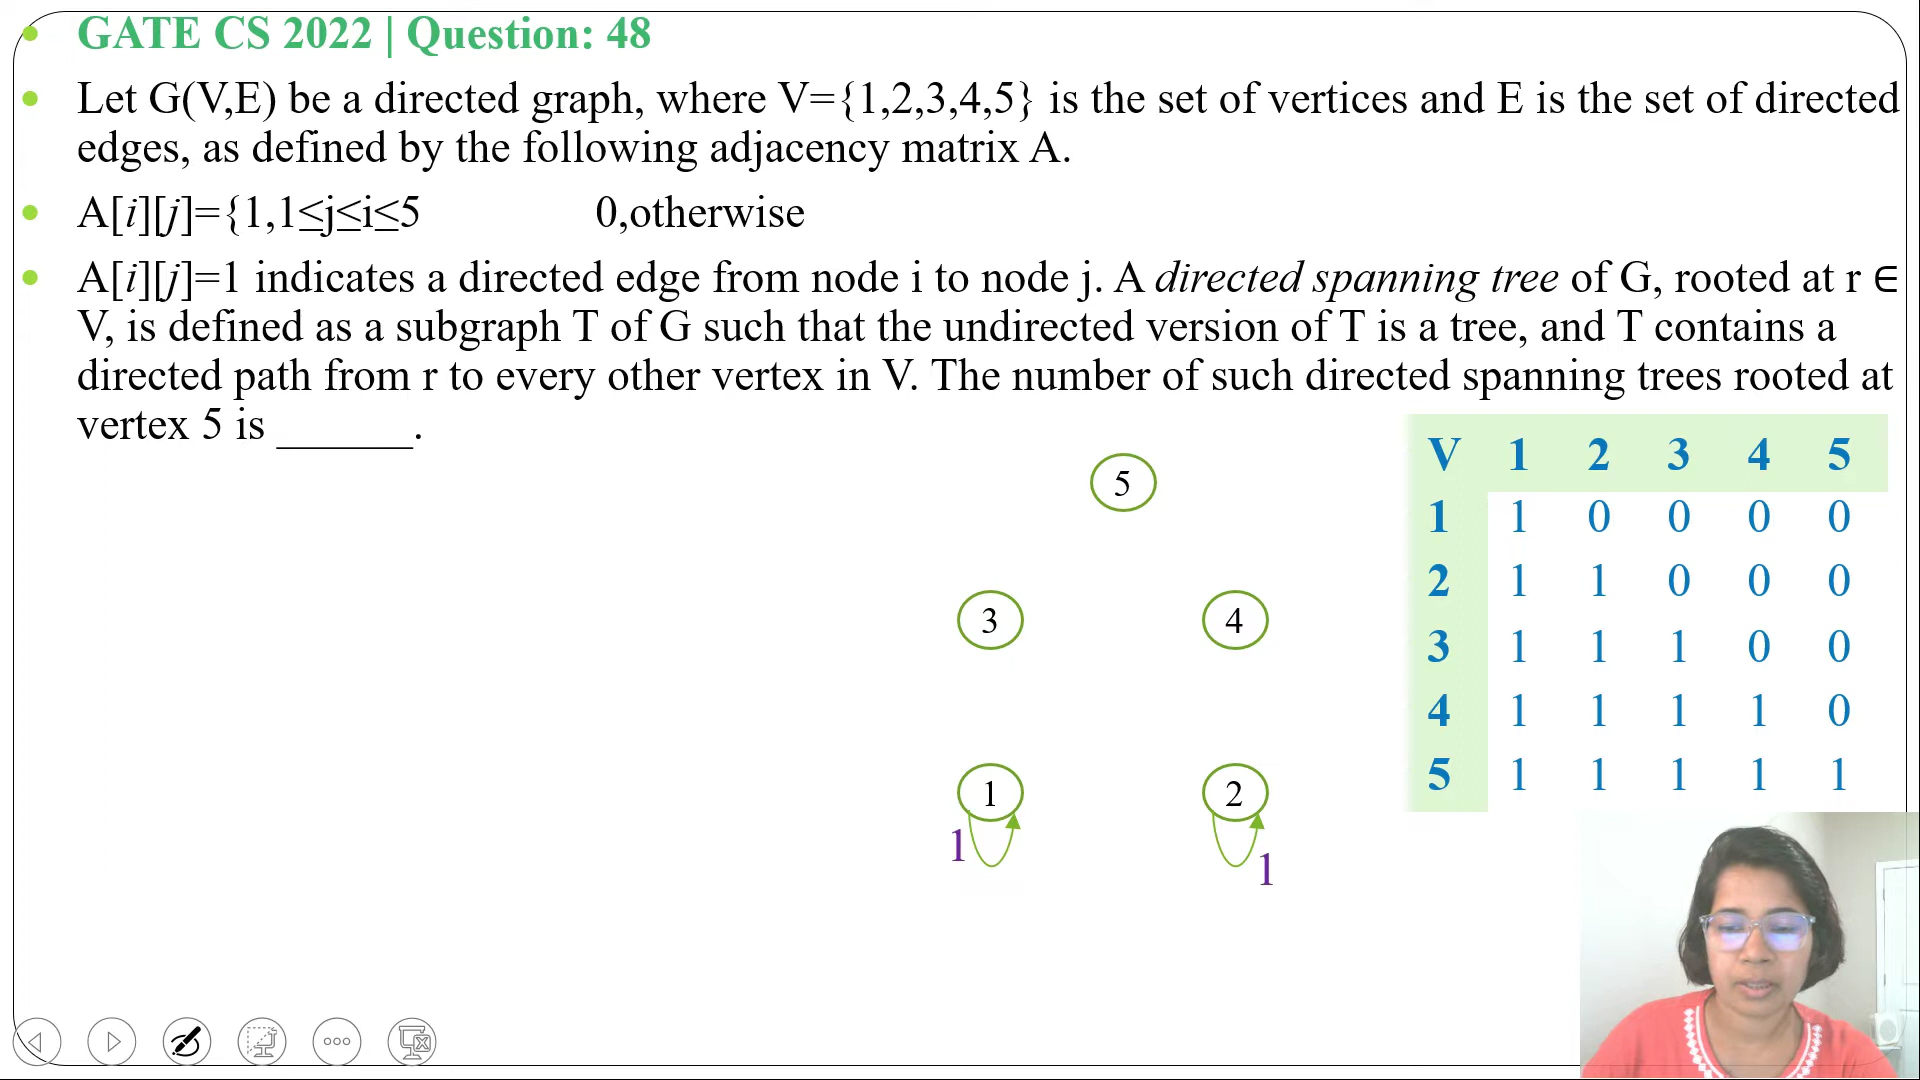 GATE CS 2022 | Question: 48
Let G(V,E) be a directed graph, where V={1,2,3,4,5} is the set of vertices and E is the set of directed
edges, as defined by the following adjacency matrix A.
A[i][j]={1,1≤j≤i≤5 0,otherwise
A[i][j]=1 indicates a directed edge from node i to node j. A directed spanning tree of G, rooted at r ∈
V, is defined as a subgraph T of G such that the undirected version of T is a tree, and T contains a
directed path from r to every other vertex in V. The number of such directed spanning trees rooted at
vertex 5 is ______.
5
3 4
1 2
1 1
V 1 2 3 4 5
1 1 0 0 0 0
2 1 1 0 0 0
3 1 1 1 0 0
4 1 1 1 1 0
5 1 1 1 1 1